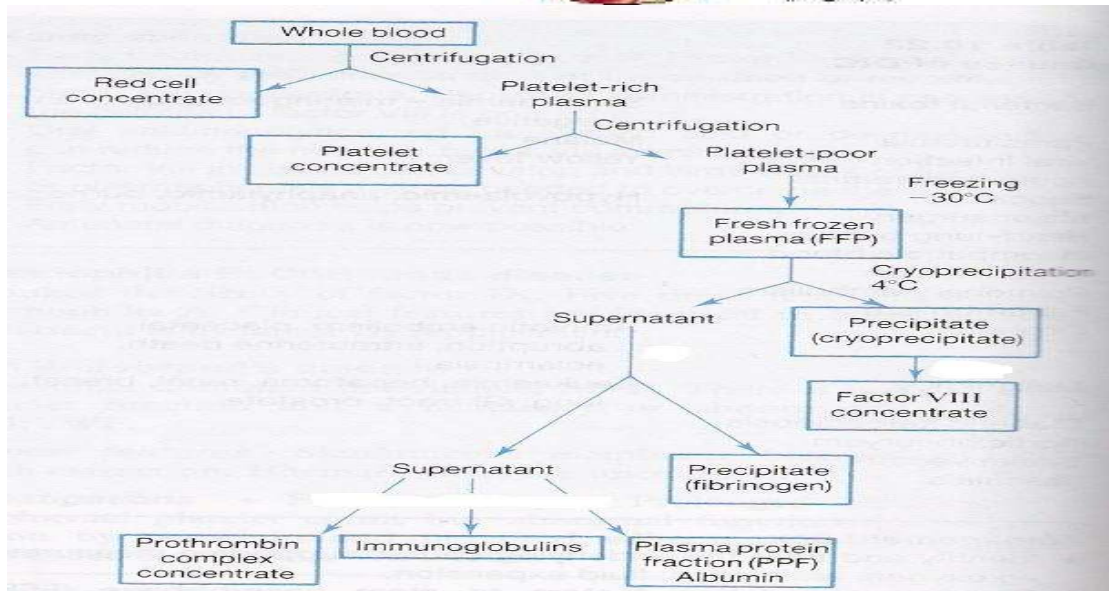 Whole blood
Centrifugation
Red cell
concentrate
Platelet-rich
plasma
Centrifugation
Platelet
concentrate
Platelet-poor
plasma
Freezing
−30°C
Fresh frozen
plasma (FFP)
Cryoprecipitation
4°C
Supernatant
Precipitate
(cryoprecipitate)
Factor VIII
concentrate
Supernatant
Precipitate
(fibrinogen)
Prothrombin
complex
concentrate
Immunoglobulins
Plasma protein
fraction (PPF)
Albumin